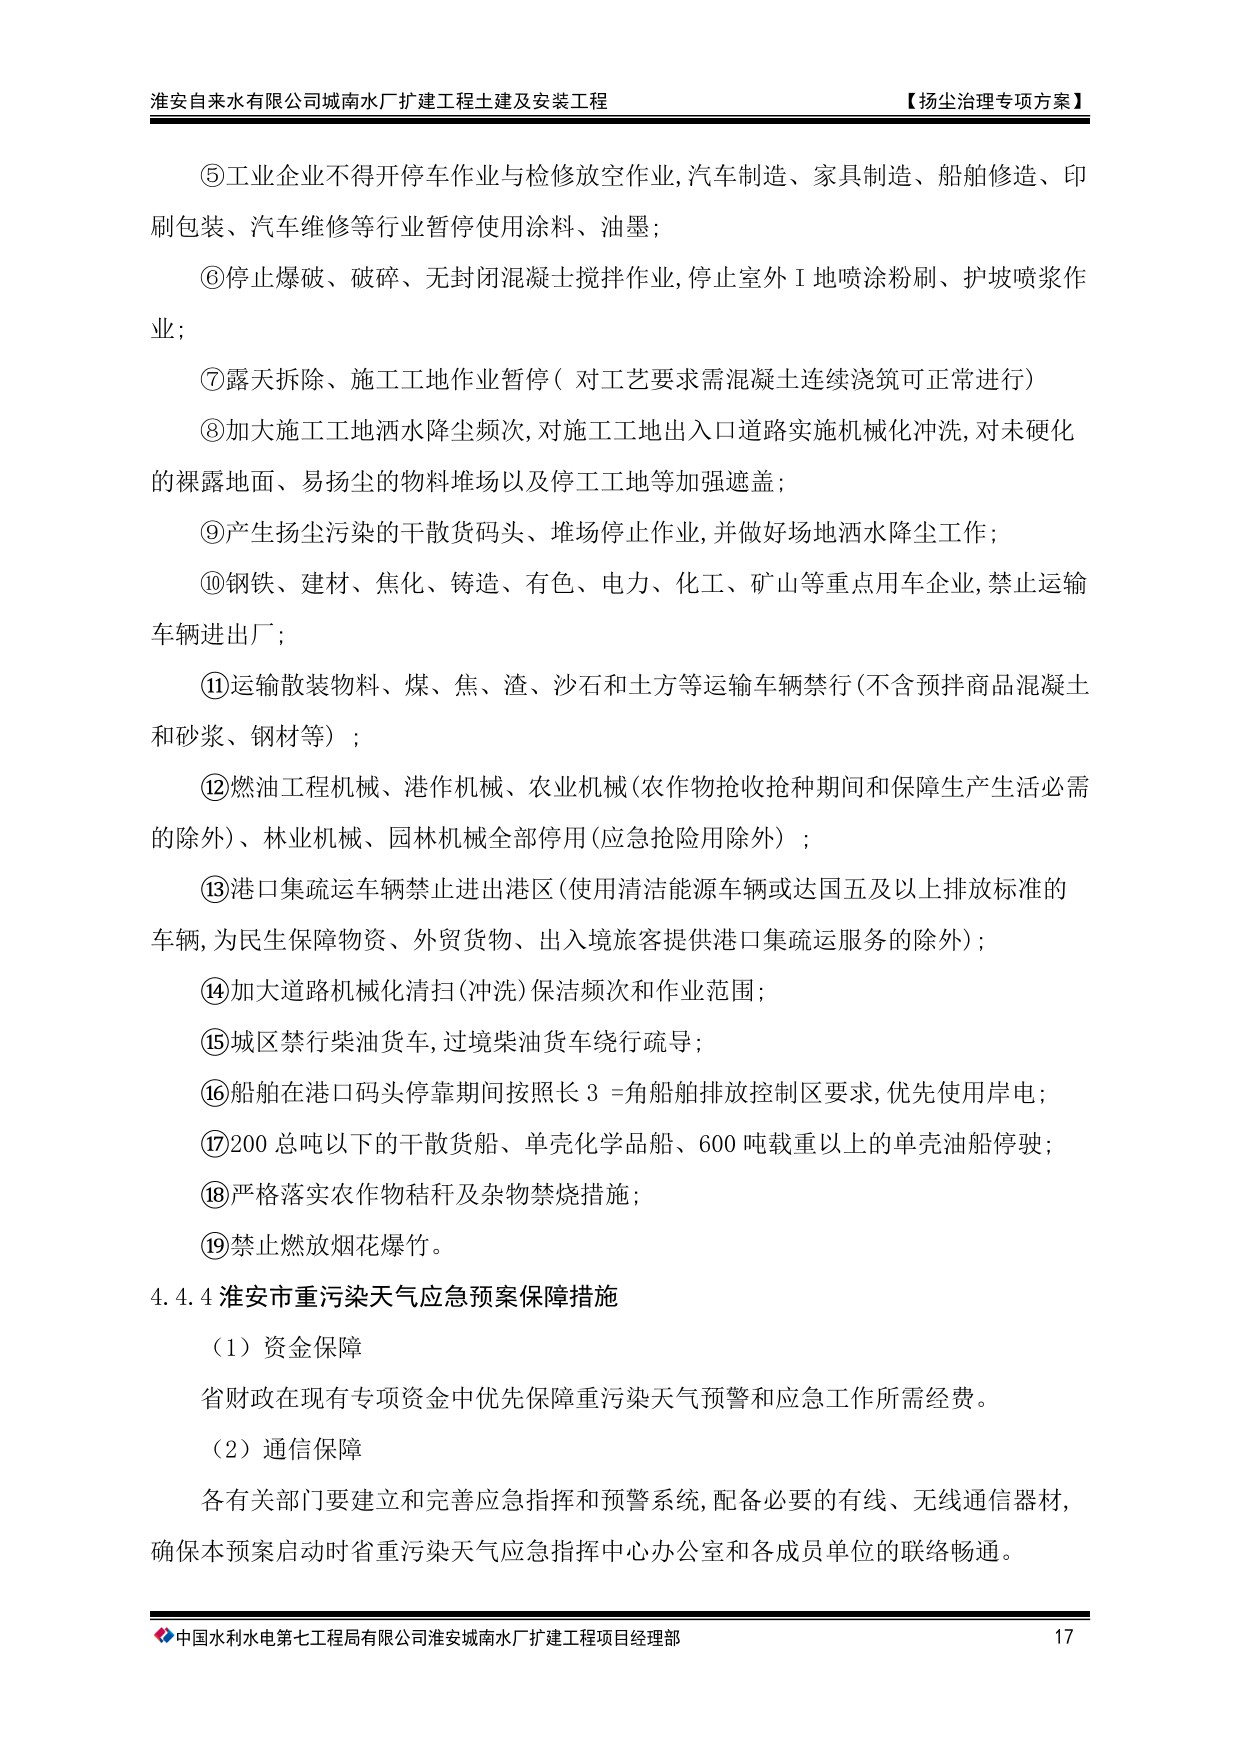 淮安自来水有限公司城南水厂扩建工程土建及安装工程 【扬尘治理专项方案】
⑤工业企业不得开停车作业与检修放空作业,汽车制造、家具制造、船舶修造、印
刷包装、汽车维修等行业暂停使用涂料、油墨;
⑥停止爆破、破碎、无封闭混凝士搅拌作业,停止室外 I 地喷涂粉刷、护坡喷浆作
业;
⑦露天拆除、施工工地作业暂停( 对工艺要求需混凝土连续浇筑可正常进行)
⑧加大施工工地洒水降尘频次,对施工工地出入口道路实施机械化冲洗,对未硬化
的裸露地面、易扬尘的物料堆场以及停工工地等加强遮盖;
⑨产生扬尘污染的干散货码头、堆场停止作业,并做好场地洒水降尘工作;
⑩钢铁、建材、焦化、铸造、有色、电力、化工、矿山等重点用车企业,禁止运输
车辆进出厂;
⑪运输散装物料、煤、焦、渣、沙石和土方等运输车辆禁行(不含预拌商品混凝土
和砂浆、钢材等) ;
⑫燃油工程机械、港作机械、农业机械(农作物抢收抢种期间和保障生产生活必需
的除外)、林业机械、园林机械全部停用(应急抢险用除外) ;
⑬港口集疏运车辆禁止进出港区(使用清洁能源车辆或达国五及以上排放标准的
车辆,为民生保障物资、外贸货物、出入境旅客提供港口集疏运服务的除外);
⑭加大道路机械化清扫(冲洗)保洁频次和作业范围;
⑮城区禁行柴油货车,过境柴油货车绕行疏导;
⑯船舶在港口码头停靠期间按照长 3 =角船舶排放控制区要求,优先使用岸电;
⑰200 总吨以下的干散货船、单壳化学品船、600 吨载重以上的单壳油船停驶;
⑱严格落实农作物秸秆及杂物禁烧措施;
⑲禁止燃放烟花爆竹。
4.4.4 淮安市重污染天气应急预案保障措施
（1）资金保障
省财政在现有专项资金中优先保障重污染天气预警和应急工作所需经费。
（2）通信保障
各有关部门要建立和完善应急指挥和预警系统,配备必要的有线、无线通信器材,
确保本预案启动时省重污染天气应急指挥中心办公室和各成员单位的联络畅通。
中国水利水电第七工程局有限公司淮安城南水厂扩建工程项目经理部 17